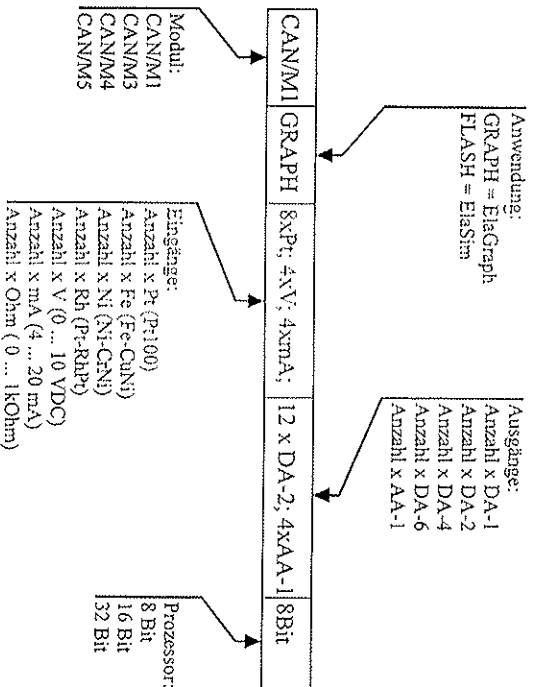 Anwendung:
GRAPH = ElaGraph
FLASH = ElaSim
Ausgänge:
Anzahl x DA-1
Anzahl x DA-2
Anzahl x DA-4
Anzahl x DA-6
Anzahl x AA-1
CAN/M1 GRAPH 8xPt; 4xV; 4xmA; 12 x DA-2; 4xAA-1 8Bit
Modul:
CAN/M1
CAN/M3
CAN/M4
CAN/M5
Eingänge:
Anzahl x Pt (Pt100)
Anzahl x Fe (Fe-CuNi)
Anzahl x Ni (Ni-CrNi)
Anzahl x Rh (Pt-RhPt)
Anzahl x V (0 ... 10 VDC)
Anzahl x mA (4 ... 20 mA)
Anzahl x Ohm ( 0 ... 1kOhm)
Prozessor:
8 Bit
16 Bit
32 Bit